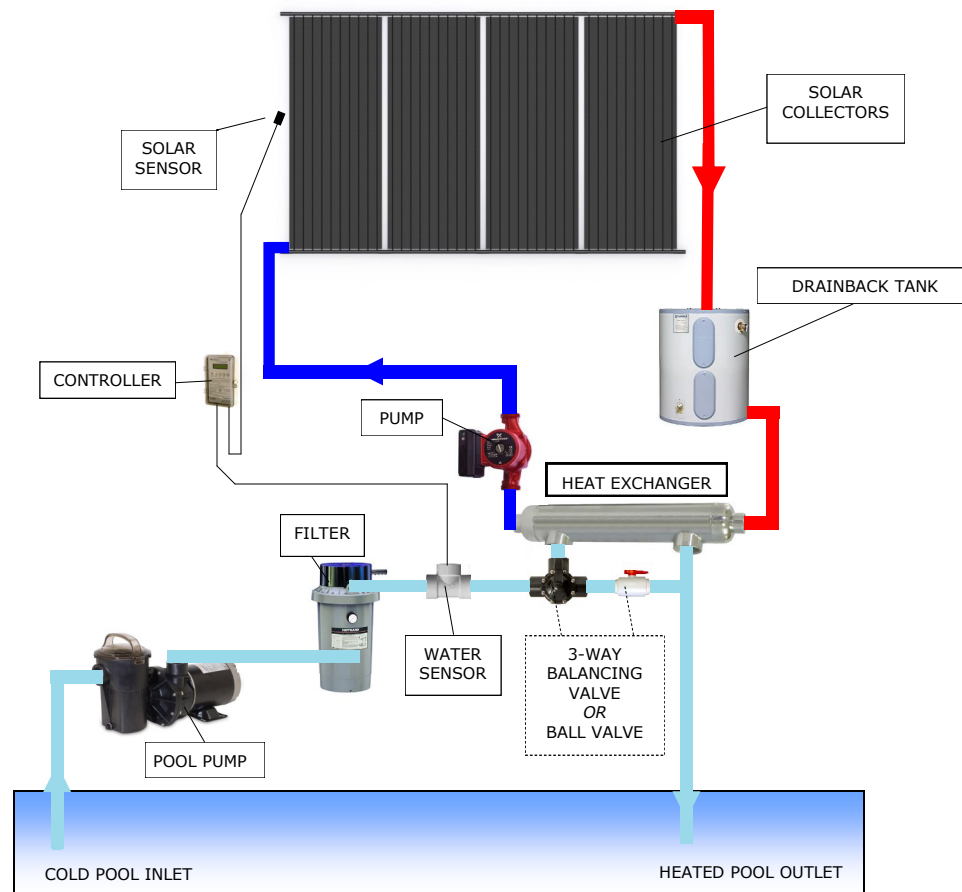 SOLAR
COLLECTORS
SOLAR
SENSOR
DRAINBACK TANK
CONTROLLER
PUMP
HEAT EXCHANGER
FILTER
WATER
SENSOR
3-WAY
BALANCING
VALVE
OR
BALL VALVE
POOL PUMP
COLD POOL INLET
HEATED POOL OUTLET